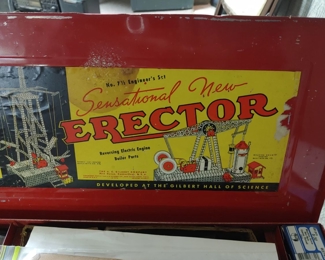 No. 7½ Engineer's Set
Sensational New
ERECTOR
Reversing Electric Engine
Boiler Parts
DEVELOPED AT THE GILBERT HALL OF SCIENCE